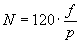 N = 120 · f/p